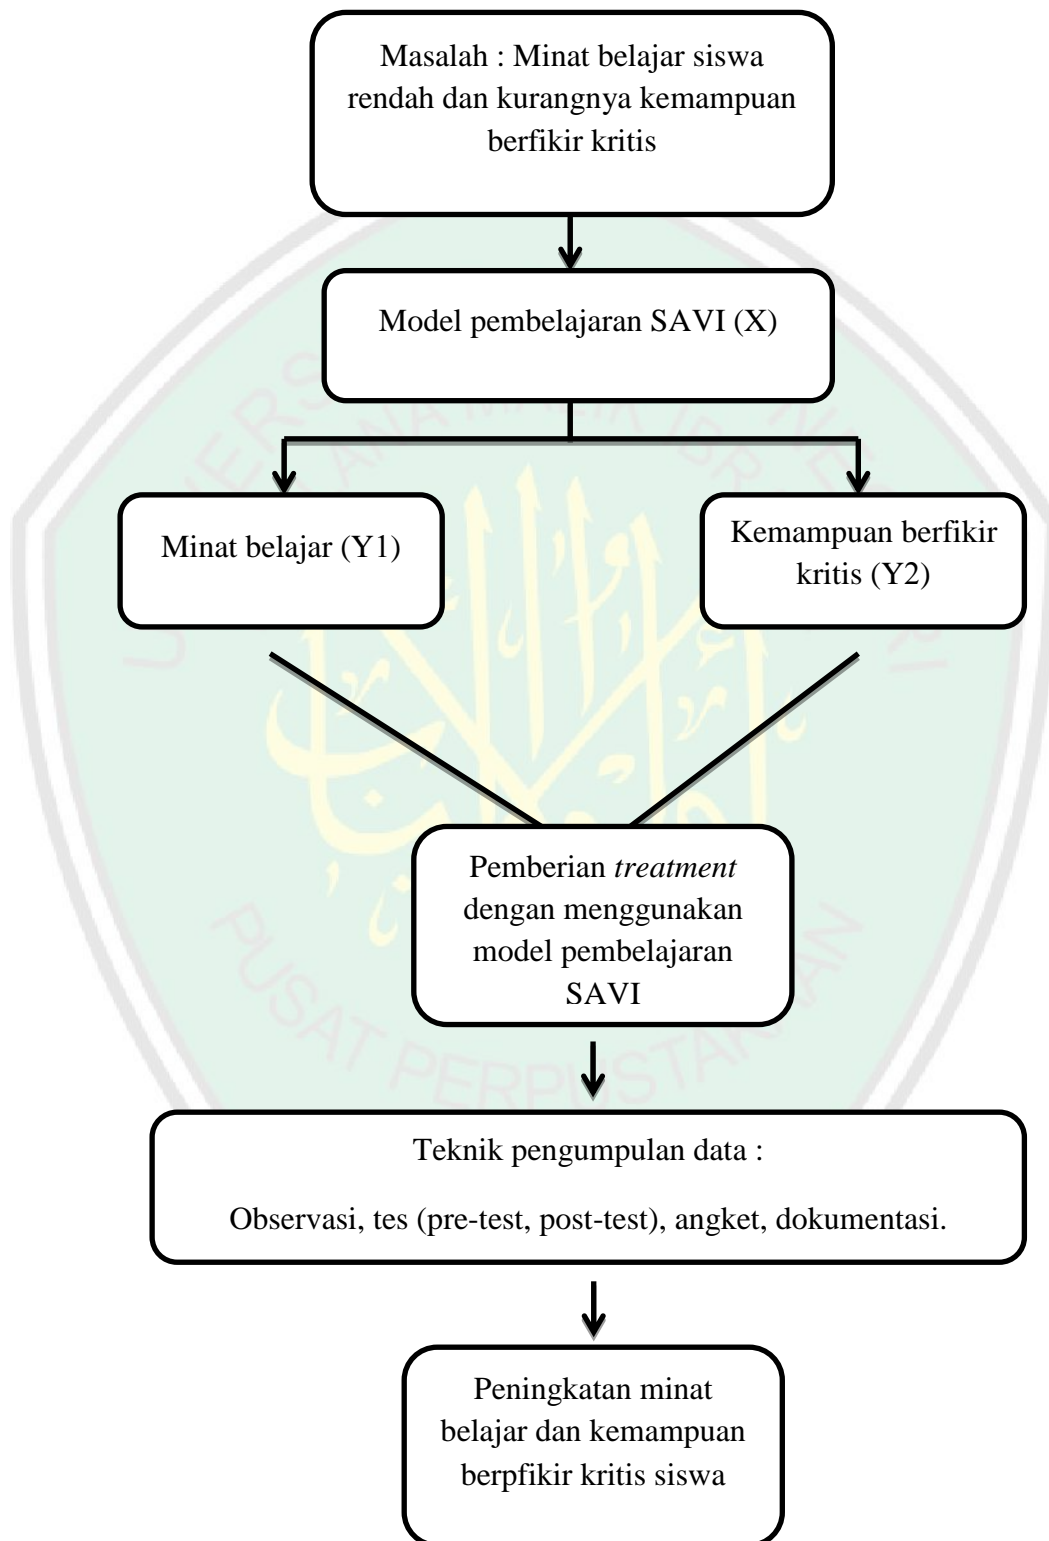 Masalah : Minat belajar siswa
rendah dan kurangnya kemampuan
berfikir kritis
Model pembelajaran SAVI (X)
Minat belajar (Y1)
Kemampuan berfikir
kritis (Y2)
Pemberian treatment
dengan menggunakan
model pembelajaran
SAVI
Teknik pengumpulan data :
Observasi, tes (pre-test, post-test), angket, dokumentasi.
Peningkatan minat
belajar dan kemampuan
berpfikir kritis siswa
PUSAT PERPUSTAKAAN